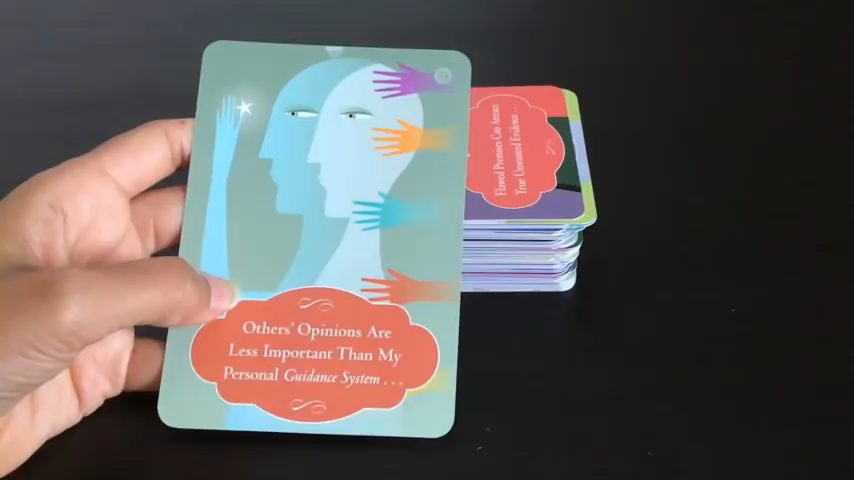 Others' Opinions Are
Less Important Than My
Personal Guidance System . . .
Flawed Premises Can Attract
True Unwanted Evidence . . .